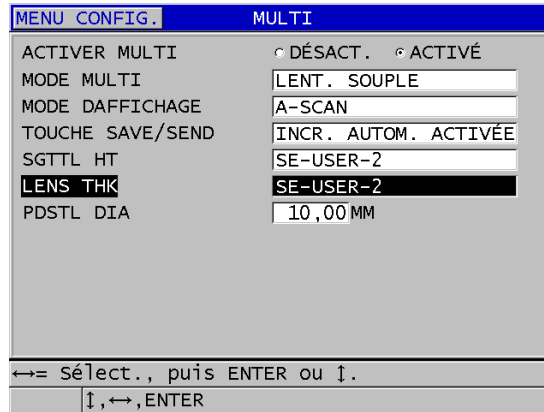 MENU CONFIG. MULTI
ACTIVER MULTI DÉSACT. ACTIVÉ
MODE MULTI LENT. SOUPLE
MODE DAFFICHAGE A-SCAN
TOUCHE SAVE/SEND INCR. AUTOM. ACTIVÉE
SGTTL HT SE-USER-2
LENS THK SE-USER-2
PDSTL DIA 10,00 MM
↔= Sélect., puis ENTER ou ↕.
↕,↔,ENTER